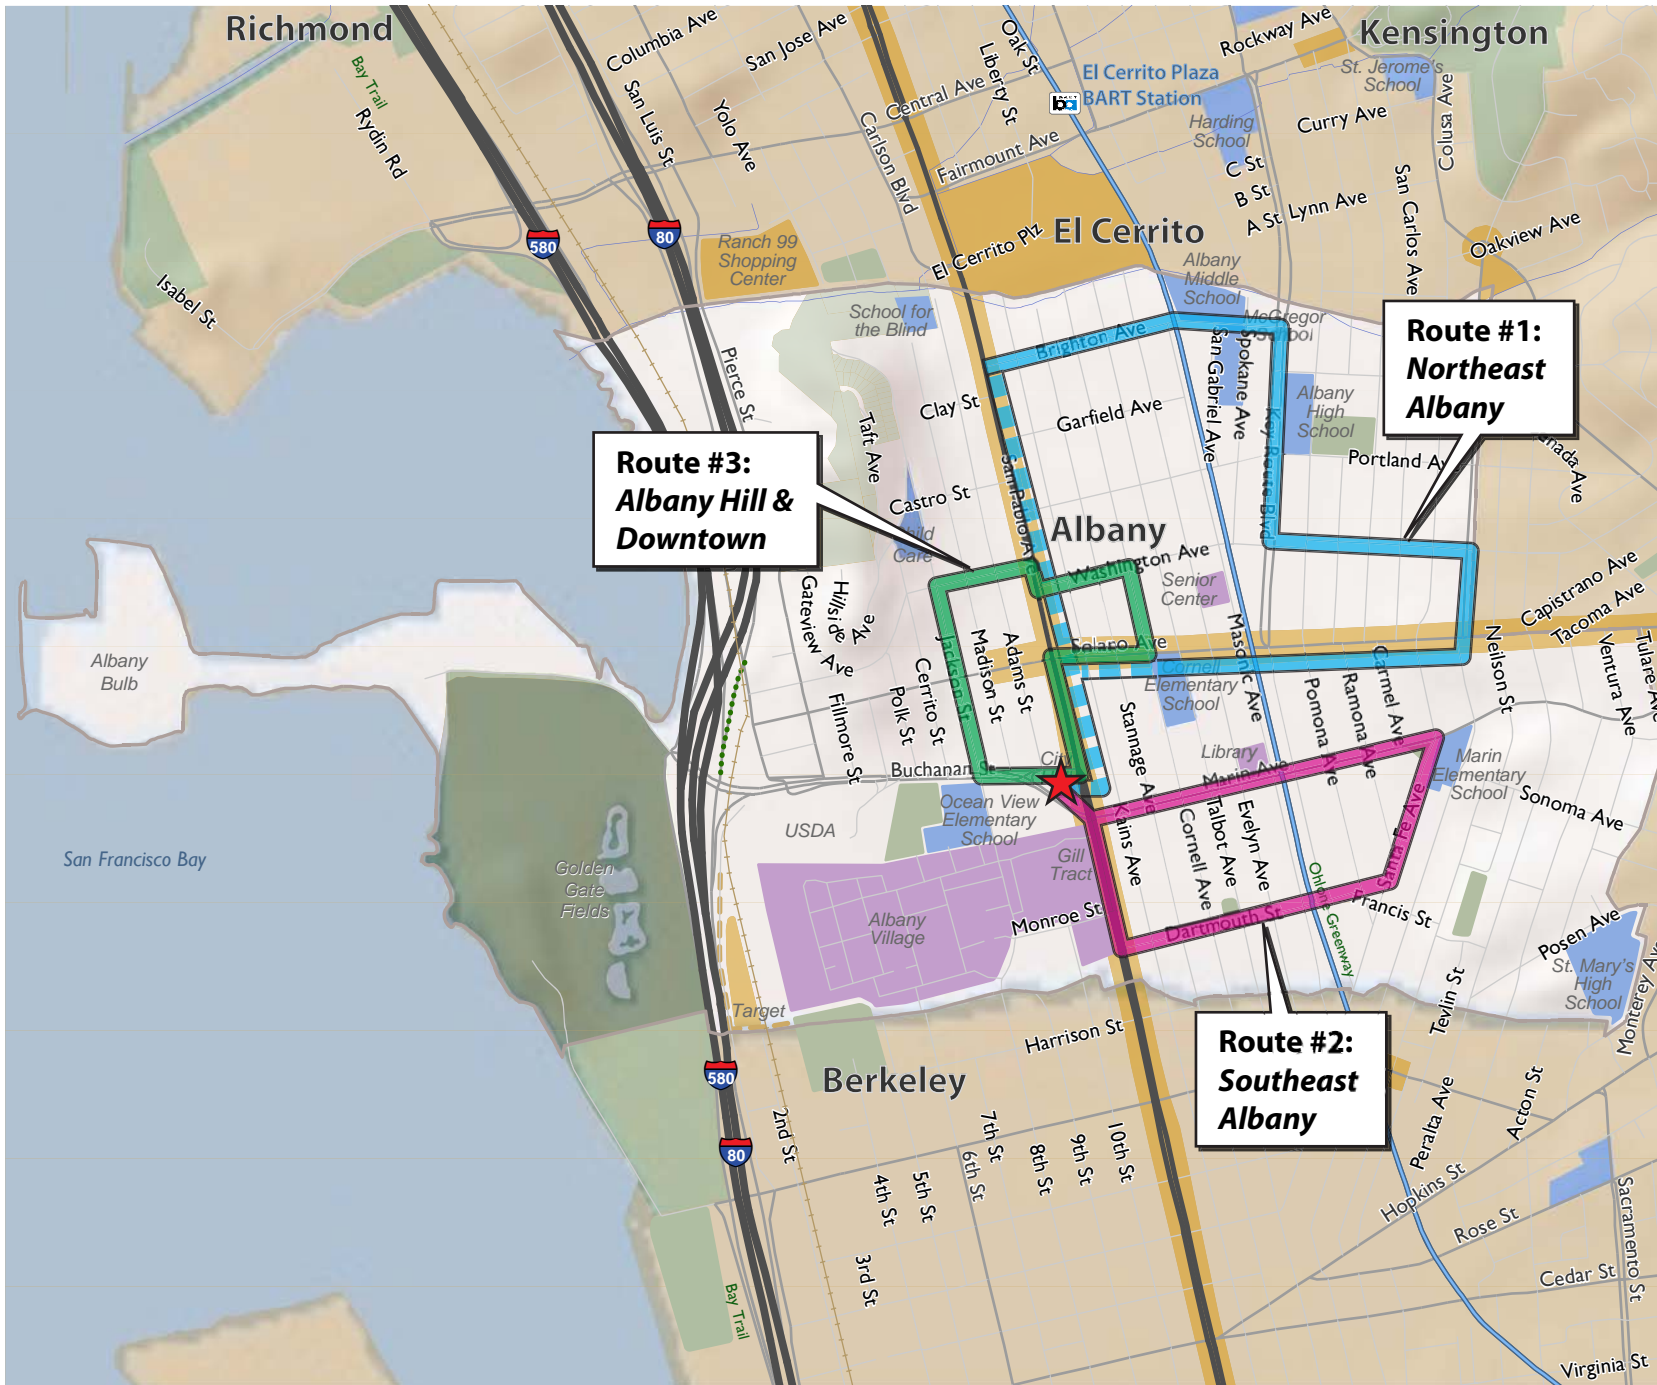 Richmond
Kensington
Columbia Ave
San Jose Ave
Oak St
Liberty St
Rockway Ave
St. Jerome's
School
Bay Trail
Rydin Rd
San Luis St
Yolo Ave
Central Ave
Carlson Blvd
Fairmount Ave
El Cerrito Plaza
BART Station
ba
Harding
School
Curry Ave
Colusa Ave
C St
B St
A St
Lynn Ave
San Carlos Ave
Oakview Ave
580
80
Ranch 99
Shopping
Center
El Cerrito Plz
El Cerrito
Albany
Middle
School
Isabel St
School for
the Blind
McGregor
School
Brighton Ave
San Gabriel Ave
Spokane Ave
Key Route Blvd
Route #1:
Northeast
Albany
Pierce St
Clay St
Taft Ave
Garfield Ave
Albany
High
School
Portland Ave
Route #3:
Albany Hill &
Downtown
San Pablo Ave
Castro St
Child
Care
Albany
Washington Ave
Senior
Center
Gateview Ave
Hillside Ave
Solano Ave
Masonic Ave
Capistrano Ave
Tacoma Ave
Neilson St
Ventura Ave
Tulare Ave
Albany
Bulb
Jackson St
Madison St
Adams St
Cerrito St
Polk St
Fillmore St
Cornell
Elementary
School
Carmel Ave
Ramona Ave
Pomona Ave
Stannage Ave
Library
Marin Ave
Marin
Elementary
School
Buchanan St
City
Sonoma Ave
Ocean View
Elementary
School
USDA
Kains Ave
Cornell Ave
Talbot Ave
Evelyn Ave
Santa Fe Ave
San Francisco Bay
Golden
Gate
Fields
Gill
Tract
Ohlone Greenway
Albany
Village
Monroe St
Dartmouth St
Francis St
Posen Ave
St. Mary's
High
School
Monterey Ave
Tevlin St
Target
Harrison St
Route #2:
Southeast
Albany
Berkeley
580
80
2nd St
7th St
6th St
8th St
9th St
10th St
4th St
5th St
3rd St
Peralta Ave
Acton St
Hopkins St
Rose St
Sacramento St
Cedar St
Bay Trail
Virginia St